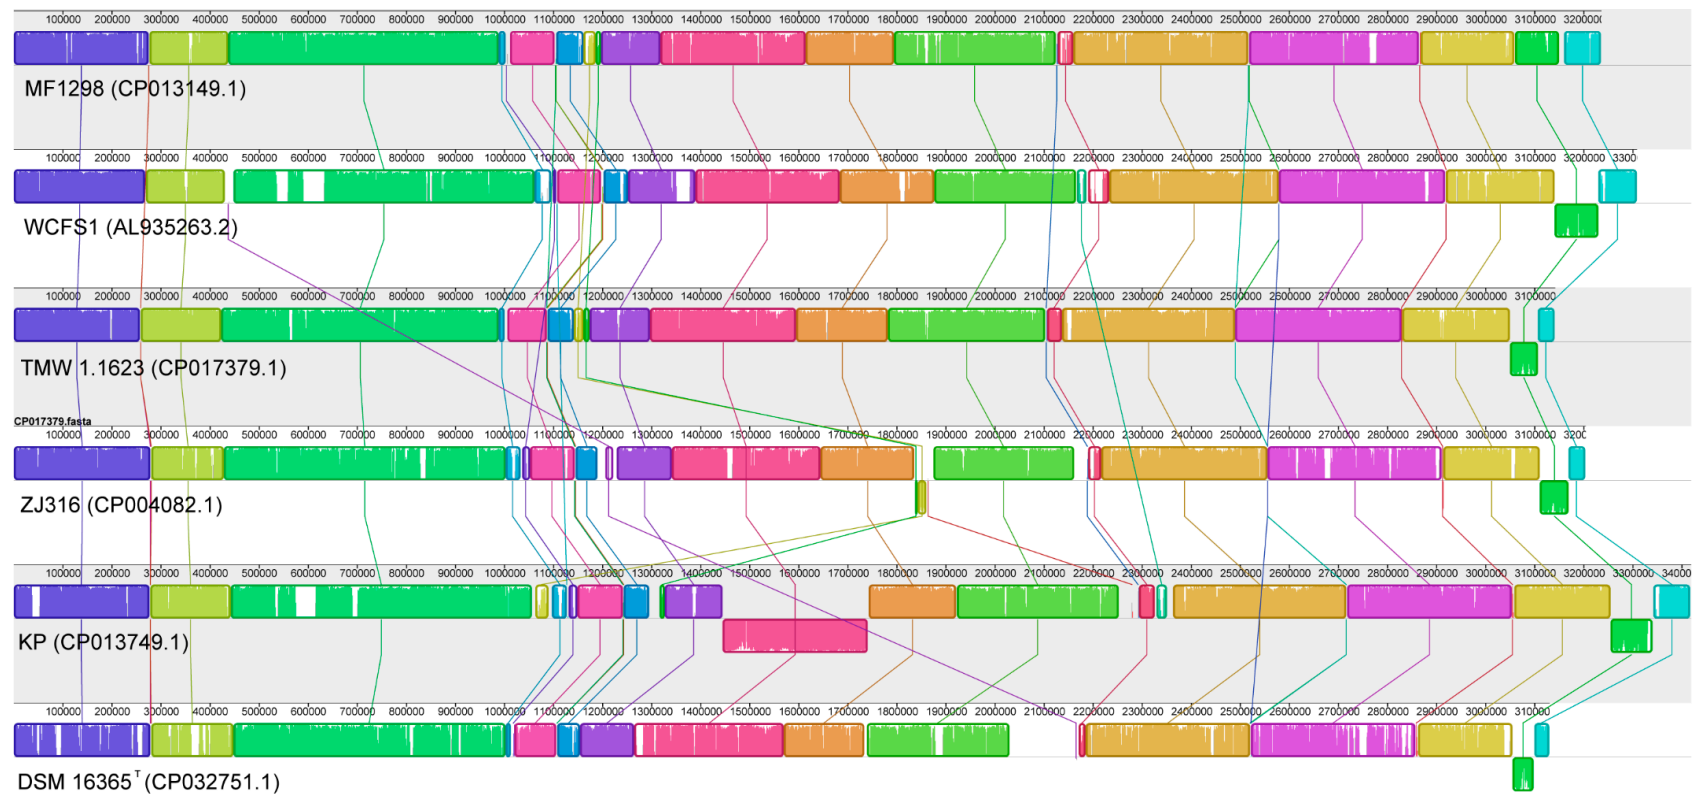 100000 200000 300000 400000 500000 600000 700000 800000 900000 1000000 1100000 1200000 1300000 1400000 1500000 1600000 1700000 1800000 1900000 2000000 2100000 2200000 2300000 2400000 2500000 2600000 2700000 2800000 2900000 3000000 3100000 3200000
MF1298 (CP013149.1)
100000 200000 300000 400000 500000 600000 700000 800000 900000 1000000 1100000 1200000 1300000 1400000 1500000 1600000 1700000 1800000 1900000 2000000 2100000 2200000 2300000 2400000 2500000 2600000 2700000 2800000 2900000 3000000 3100000 3200000 3300
WCFS1 (AL935263.2)
100000 200000 300000 400000 500000 600000 700000 800000 900000 1000000 1100000 1200000 1300000 1400000 1500000 1600000 1700000 1800000 1900000 2000000 2100000 2200000 2300000 2400000 2500000 2600000 2700000 2800000 2900000 3000000 3100000
TMW 1.1623 (CP017379.1)
CP017379.fasta
100000 200000 300000 400000 500000 600000 700000 800000 900000 1000000 1100000 1200000 1300000 1400000 1500000 1600000 1700000 1800000 1900000 2000000 2100000 2200000 2300000 2400000 2500000 2600000 2700000 2800000 2900000 3000000 3100000 320
ZJ316 (CP004082.1)
100000 200000 300000 400000 500000 600000 700000 800000 900000 1000000 1100000 1200000 1300000 1400000 1500000 1600000 1700000 1800000 1900000 2000000 2100000 2200000 2300000 2400000 2500000 2600000 2700000 2800000 2900000 3000000 3100000 3200000 3300000 34000
KP (CP013749.1)
100000 200000 300000 400000 500000 600000 700000 800000 900000 1000000 1100000 1200000 1300000 1400000 1500000 1600000 1700000 1800000 1900000 2000000 2100000 2200000 2300000 2400000 2500000 2600000 2700000 2800000 2900000 3000000 3100000
DSM 16365ᵀ (CP032751.1)